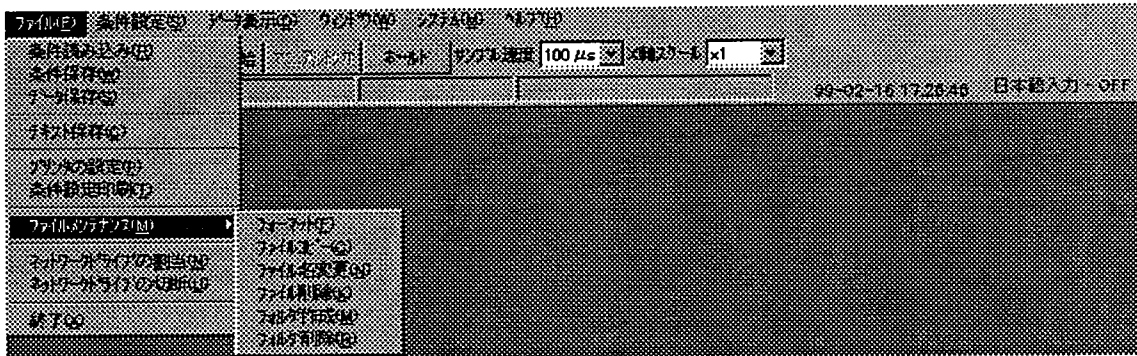 ファイル(F) 条件設定(S) データ表示(D) ウィンドウ(W) システム(M) ヘルプ(H)
条件読み込み(R)
条件保存(W)
データ保存(S)
テキスト保存(C)
プリンタの設定(P)
条件設定印刷(T)
ファイルメンテナンス(M)
ネットワークドライブの割当(N)
ネットワークドライブの
終了(X)
ホールト サンプル速度 100 μs X軸スケール x1
99-02-16 17:26:46 日本語入力 - OFF
フォーマット(F)
ファイルコピー(C)
ファイル名変更(N)
ファイル削除(K)
フォルダ作成(M)
フォルダ削除(R)